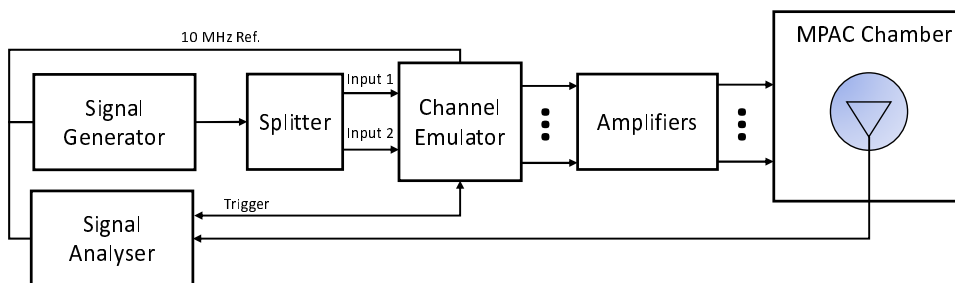 10 MHz Ref.
MPAC Chamber
Signal
Generator
Splitter
Input 1
Input 2
Channel
Emulator
Amplifiers
Trigger
Signal
Analyser